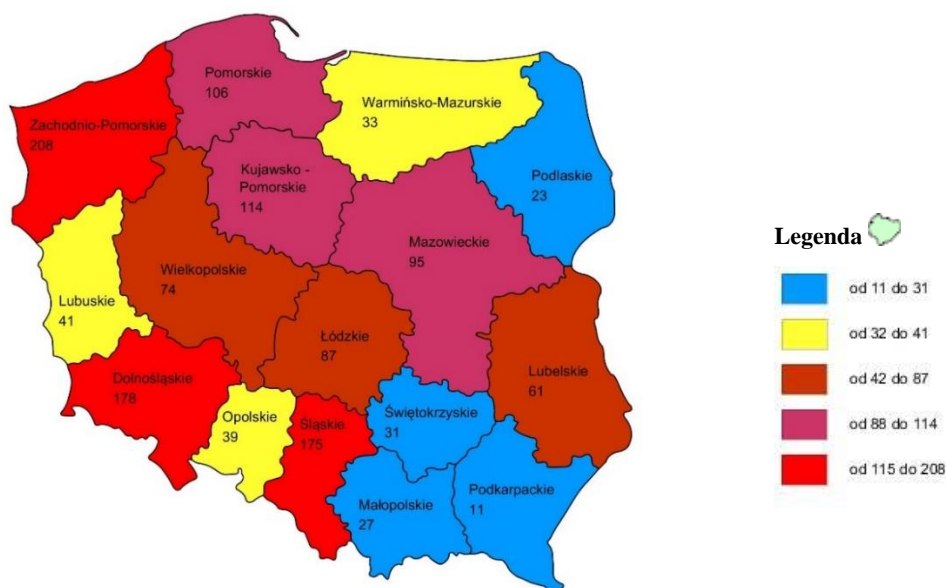 Pomorskie
106
Warmińsko-Mazurskie
33
Zachodnio-Pomorskie
208
Kujawsko -
Pomorskie
114
Podlaskie
23
Mazowieckie
95
Wielkopolskie
74
Lubuskie
41
Łódzkie
87
Lubelskie
61
Dolnośląskie
178
Opolskie
39
Śląskie
175
Świętokrzyskie
31
Małopolskie
27
Podkarpackie
11
Legenda
od 11 do 31
od 32 do 41
od 42 do 87
od 88 do 114
od 115 do 208